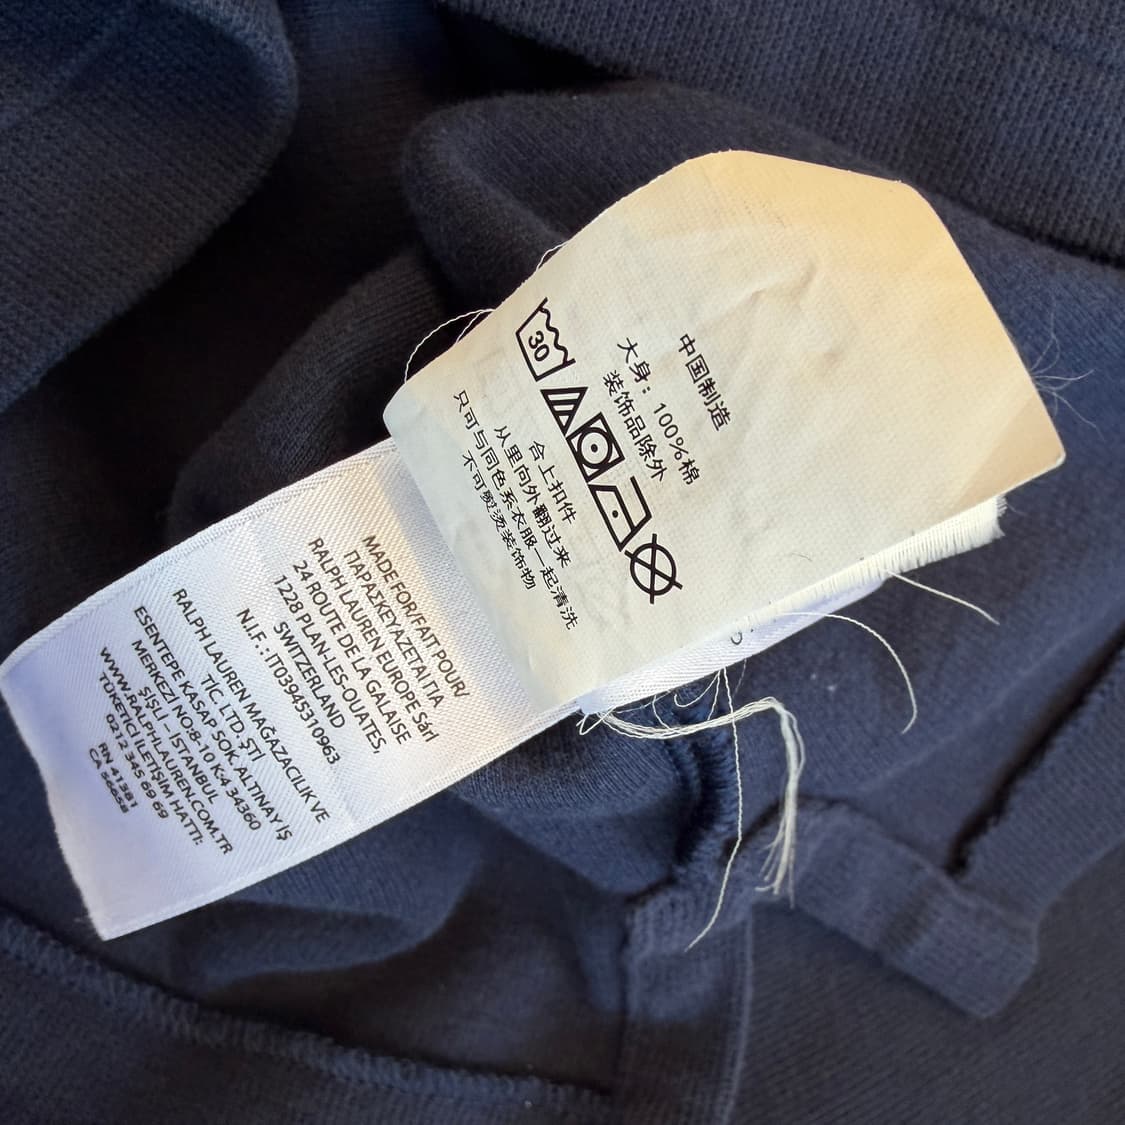 中国制造
大身：100%棉
装饰品除外
30
合上扣件
从里向外翻过来
只可与同色系衣服一起清洗
不可熨烫装饰物
MADE FOR/FAIT POUR/
ΠΑΡΑΣΚΕΥΑΖΕΤΑΙ ΓΙΑ
RALPH LAUREN EUROPE Sàrl
24 ROUTE DE LA GALAISE
1228 PLAN-LES-OUATES,
SWITZERLAND
N.I.F. : IT03945310963
RALPH LAUREN MAĞAZACILIK VE
TİC. LTD. ŞTİ
ESENTEPE KASAP SOK. ALTINAY İŞ
MERKEZİ NO:8-10 K:4 34360
ŞİŞLİ - İSTANBUL
WWW.RALPHLAUREN.COM.TR
TÜKETİCİ İLETİŞİM HATTI:
0212 345 69 69
RN 41381
CA 56658